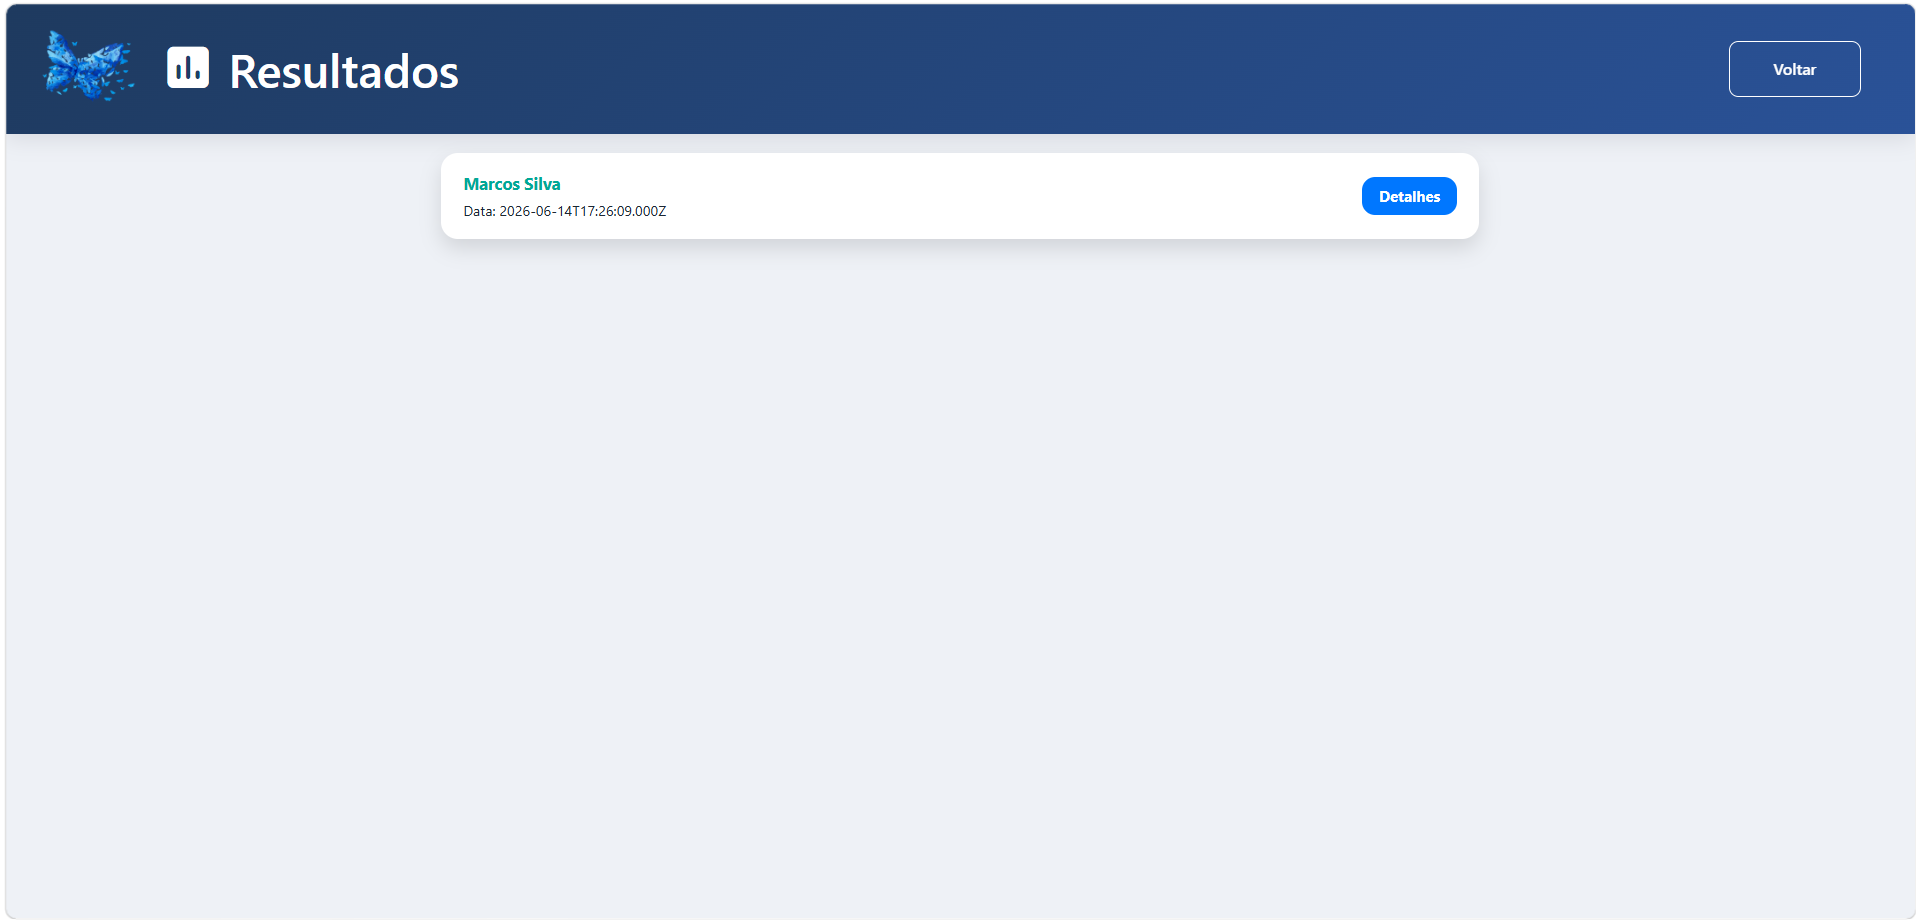 Resultados
Voltar
Marcos Silva
Data: 2026-06-14T17:26:09.000Z
Detalhes